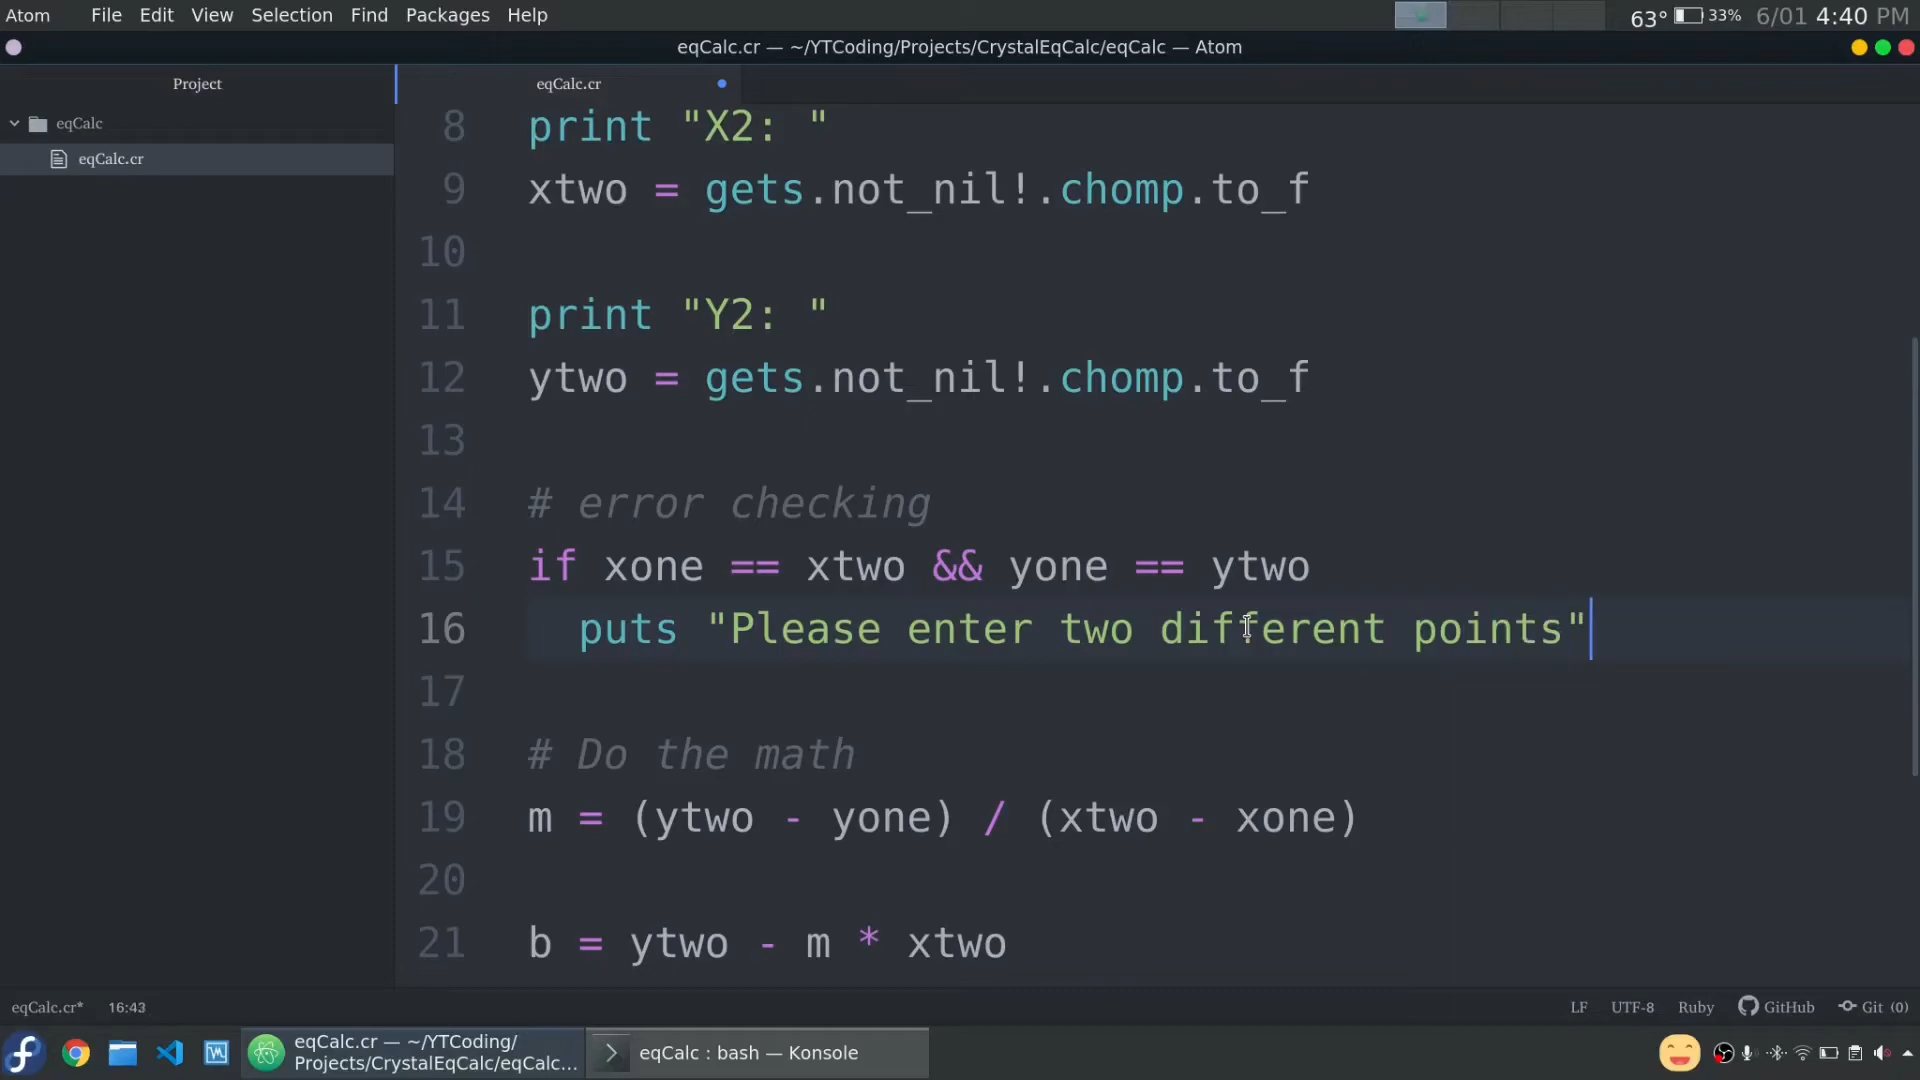 Atom File Edit View Selection Find Packages Help 63° 33% 6/01 4:40 PM
eqCalc.cr — ~/YTCoding/Projects/CrystalEqCalc/eqCalc — Atom
Project
eqCalc
eqCalc.cr
eqCalc.cr
8 print "X2: "
9 xtwo = gets.not_nil!.chomp.to_f
10
11 print "Y2: "
12 ytwo = gets.not_nil!.chomp.to_f
13
14 # error checking
15 if xone == xtwo && yone == ytwo
16 puts "Please enter two different points"
17
18 # Do the math
19 m = (ytwo - yone) / (xtwo - xone)
20
21 b = ytwo - m * xtwo
eqCalc.cr* 16:43 LF UTF-8 Ruby GitHub Git (0)
eqCalc.cr — ~/YTCoding/
Projects/CrystalEqCalc/eqCalc...
eqCalc : bash — Konsole